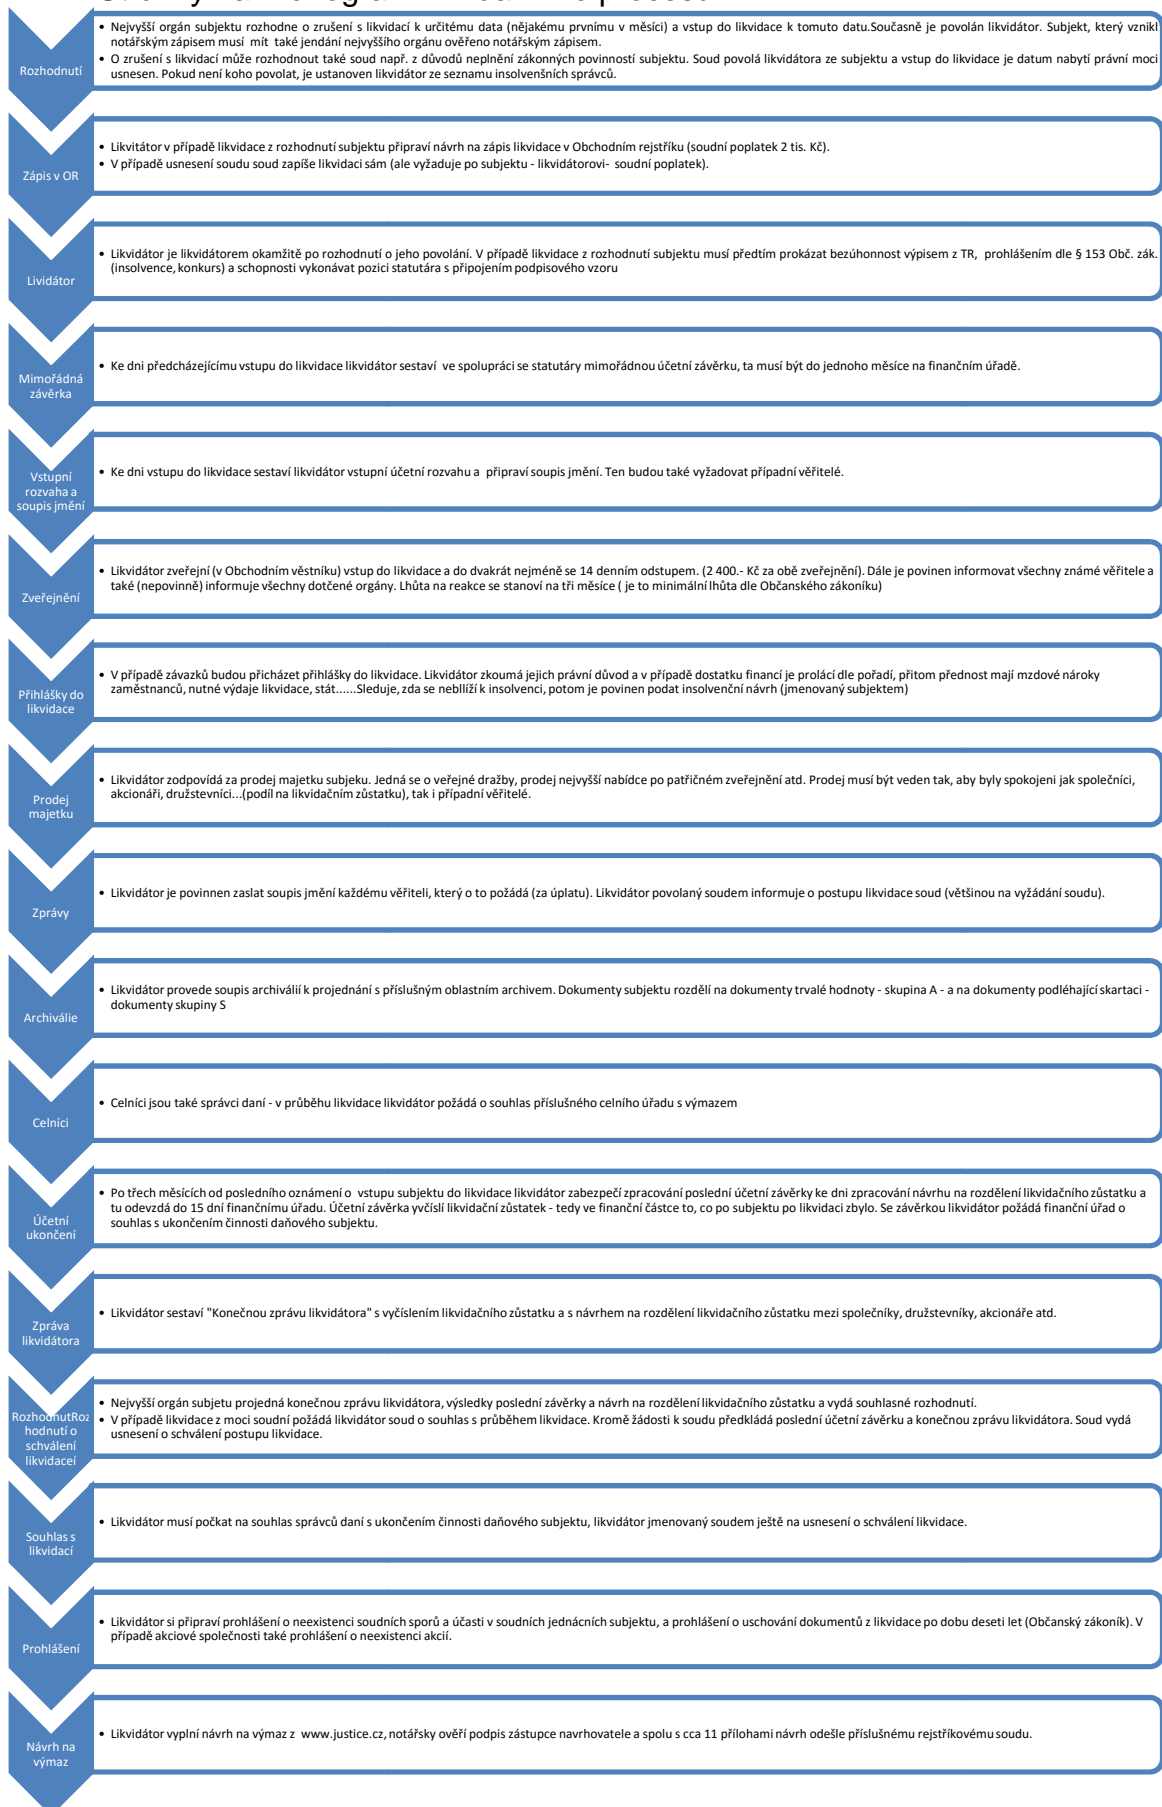 Rozhodnutí
• Nejvyšší orgán subjektu rozhodne o zrušení s likvidací k určitému data (nějakému prvnímu v měsíci) a vstup do likvidace k tomuto datu.Současně je povolán likvidátor. Subjekt, který vznikl
notářským zápisem musí mít také jendání nejvyššího orgánu ověřeno notářským zápisem.
• O zrušení s likvidací může rozhodnout také soud např. z důvodů neplnění zákonných povinností subjektu. Soud povolá likvidátora ze subjektu a vstup do likvidace je datum nabytí právní moci
usnesen. Pokud není koho povolat, je ustanoven likvidátor ze seznamu insolvenšních správců.
Zápis v OR
• Likvitátor v případě likvidace z rozhodnutí subjektu připraví návrh na zápis likvidace v Obchodním rejstříku (soudní poplatek 2 tis. Kč).
• V případě usnesení soudu soud zapíše likvidaci sám (ale vyžaduje po subjektu - likvidátorovi- soudní poplatek).
Lividátor
• Likvidátor je likvidátorem okamžitě po rozhodnutí o jeho povolání. V případě likvidace z rozhodnutí subjektu musí předtím prokázat bezúhonnost výpisem z TR, prohlášením dle § 153 Obč. zák.
(insolvence, konkurs) a schopnosti vykonávat pozici statutára s připojením podpisového vzoru
Mimořádná
závěrka
• Ke dni předcházejícímu vstupu do likvidace likvidátor sestaví ve spolupráci se statutáry mimořádnou účetní závěrku, ta musí být do jednoho měsíce na finančním úřadě.
Vstupní
rozvaha a
soupis jmění
• Ke dni vstupu do likvidace sestaví likvidátor vstupní účetní rozvahu a připraví soupis jmění. Ten budou také vyžadovat případní věřitelé.
Zveřejnění
• Likvidátor zveřejní (v Obchodním věstníku) vstup do likvidace a do dvakrát nejméně se 14 denním odstupem. (2 400.- Kč za obě zveřejnění). Dále je povinen informovat všechny známé věřitele a
také (nepovinně) informuje všechny dotčené orgány. Lhůta na reakce se stanoví na tři měsíce ( je to minimální lhůta dle Občanského zákoníku)
Přihlášky do
likvidace
• V případě závazků budou přicházet přihlášky do likvidace. Likvidátor zkoumá jejich právní důvod a v případě dostatku financí je prolácí dle pořadí, přitom přednost mají mzdové nároky
zaměstnanců, nutné výdaje likvidace, stát......Sleduje, zda se neblíží k insolvenci, potom je povinen podat insolvenční návrh (jmenovaný subjektem)
Prodej
majetku
• Likvidátor zodpovídá za prodej majetku subjeku. Jedná se o veřejné dražby, prodej nejvyšší nabídce po patřičném zveřejnění atd. Prodej musí být veden tak, aby byly spokojeni jak společníci,
akcionáři, družstevníci...(podíl na likvidačním zůstatku), tak i případní věřitelé.
Zprávy
• Likvidátor je povinnen zaslat soupis jmění každému věřiteli, který o to požádá (za úplatu). Likvidátor povolaný soudem informuje o postupu likvidace soud (většinou na vyžádání soudu).
Archiválie
• Likvidátor provede soupis archiválií k projednání s příslušným oblastním archivem. Dokumenty subjektu rozdělí na dokumenty trvalé hodnoty - skupina A - a na dokumenty podléhající skartaci -
dokumenty skupiny S
Celníci
• Celníci jsou také správci daní - v průběhu likvidace likvidátor požádá o souhlas příslušného celního úřadu s výmazem
Účetní
ukončení
• Po třech měsících od posledního oznámení o vstupu subjektu do likvidace likvidátor zabezpečí zpracování poslední účetní závěrky ke dni zpracování návrhu na rozdělení likvidačního zůstatku a
tu odevzdá do 15 dní finančnímu úřadu. Účetní závěrka yvčíslí likvidační zůstatek - tedy ve finanční částce to, co po subjektu po likvidaci zbylo. Se závěrkou likvidátor požádá finanční úřad o
souhlas s ukončením činnosti daňového subjektu.
Zpráva
likvidátora
• Likvidátor sestaví "Konečnou zprávu likvidátora" s vyčíslením likvidačního zůstatku a s návrhem na rozdělení likvidačního zůstatku mezi společníky, družstevníky, akcionáře atd.
RozhodnutRoz
hodnutí o
schválení
likvidaceí
• Nejvyšší orgán subjetu projedná konečnou zprávu likvidátora, výsledky poslední závěrky a návrh na rozdělení likvidačního zůstatku a vydá souhlasné rozhodnutí.
• V případě likvidace z moci soudní požádá likvidátor soud o souhlas s průběhem likvidace. Kromě žádosti k soudu předkládá poslední účetní závěrku a konečnou zprávu likvidátora. Soud vydá
usnesení o schválení postupu likvidace.
Souhlas s
likvidací
• Likvidátor musí počkat na souhlas správců daní s ukončením činnosti daňového subjektu, likvidátor jmenovaný soudem ještě na usnesení o schválení likvidace.
Prohlášení
• Likvidátor si připraví prohlášení o neexistenci soudních sporů a účasti v soudních jednácních subjektu, a prohlášení o uschování dokumentů z likvidace po dobu deseti let (Občanský zákoník). V
případě akciové společnosti také prohlášení o neexistenci akcií.
Návrh na
výmaz
• Likvidátor vyplní návrh na výmaz z www.justice.cz, notářsky ověří podpis zástupce navrhovatele a spolu s cca 11 přílohami návrh odešle příslušnému rejstříkovému soudu.